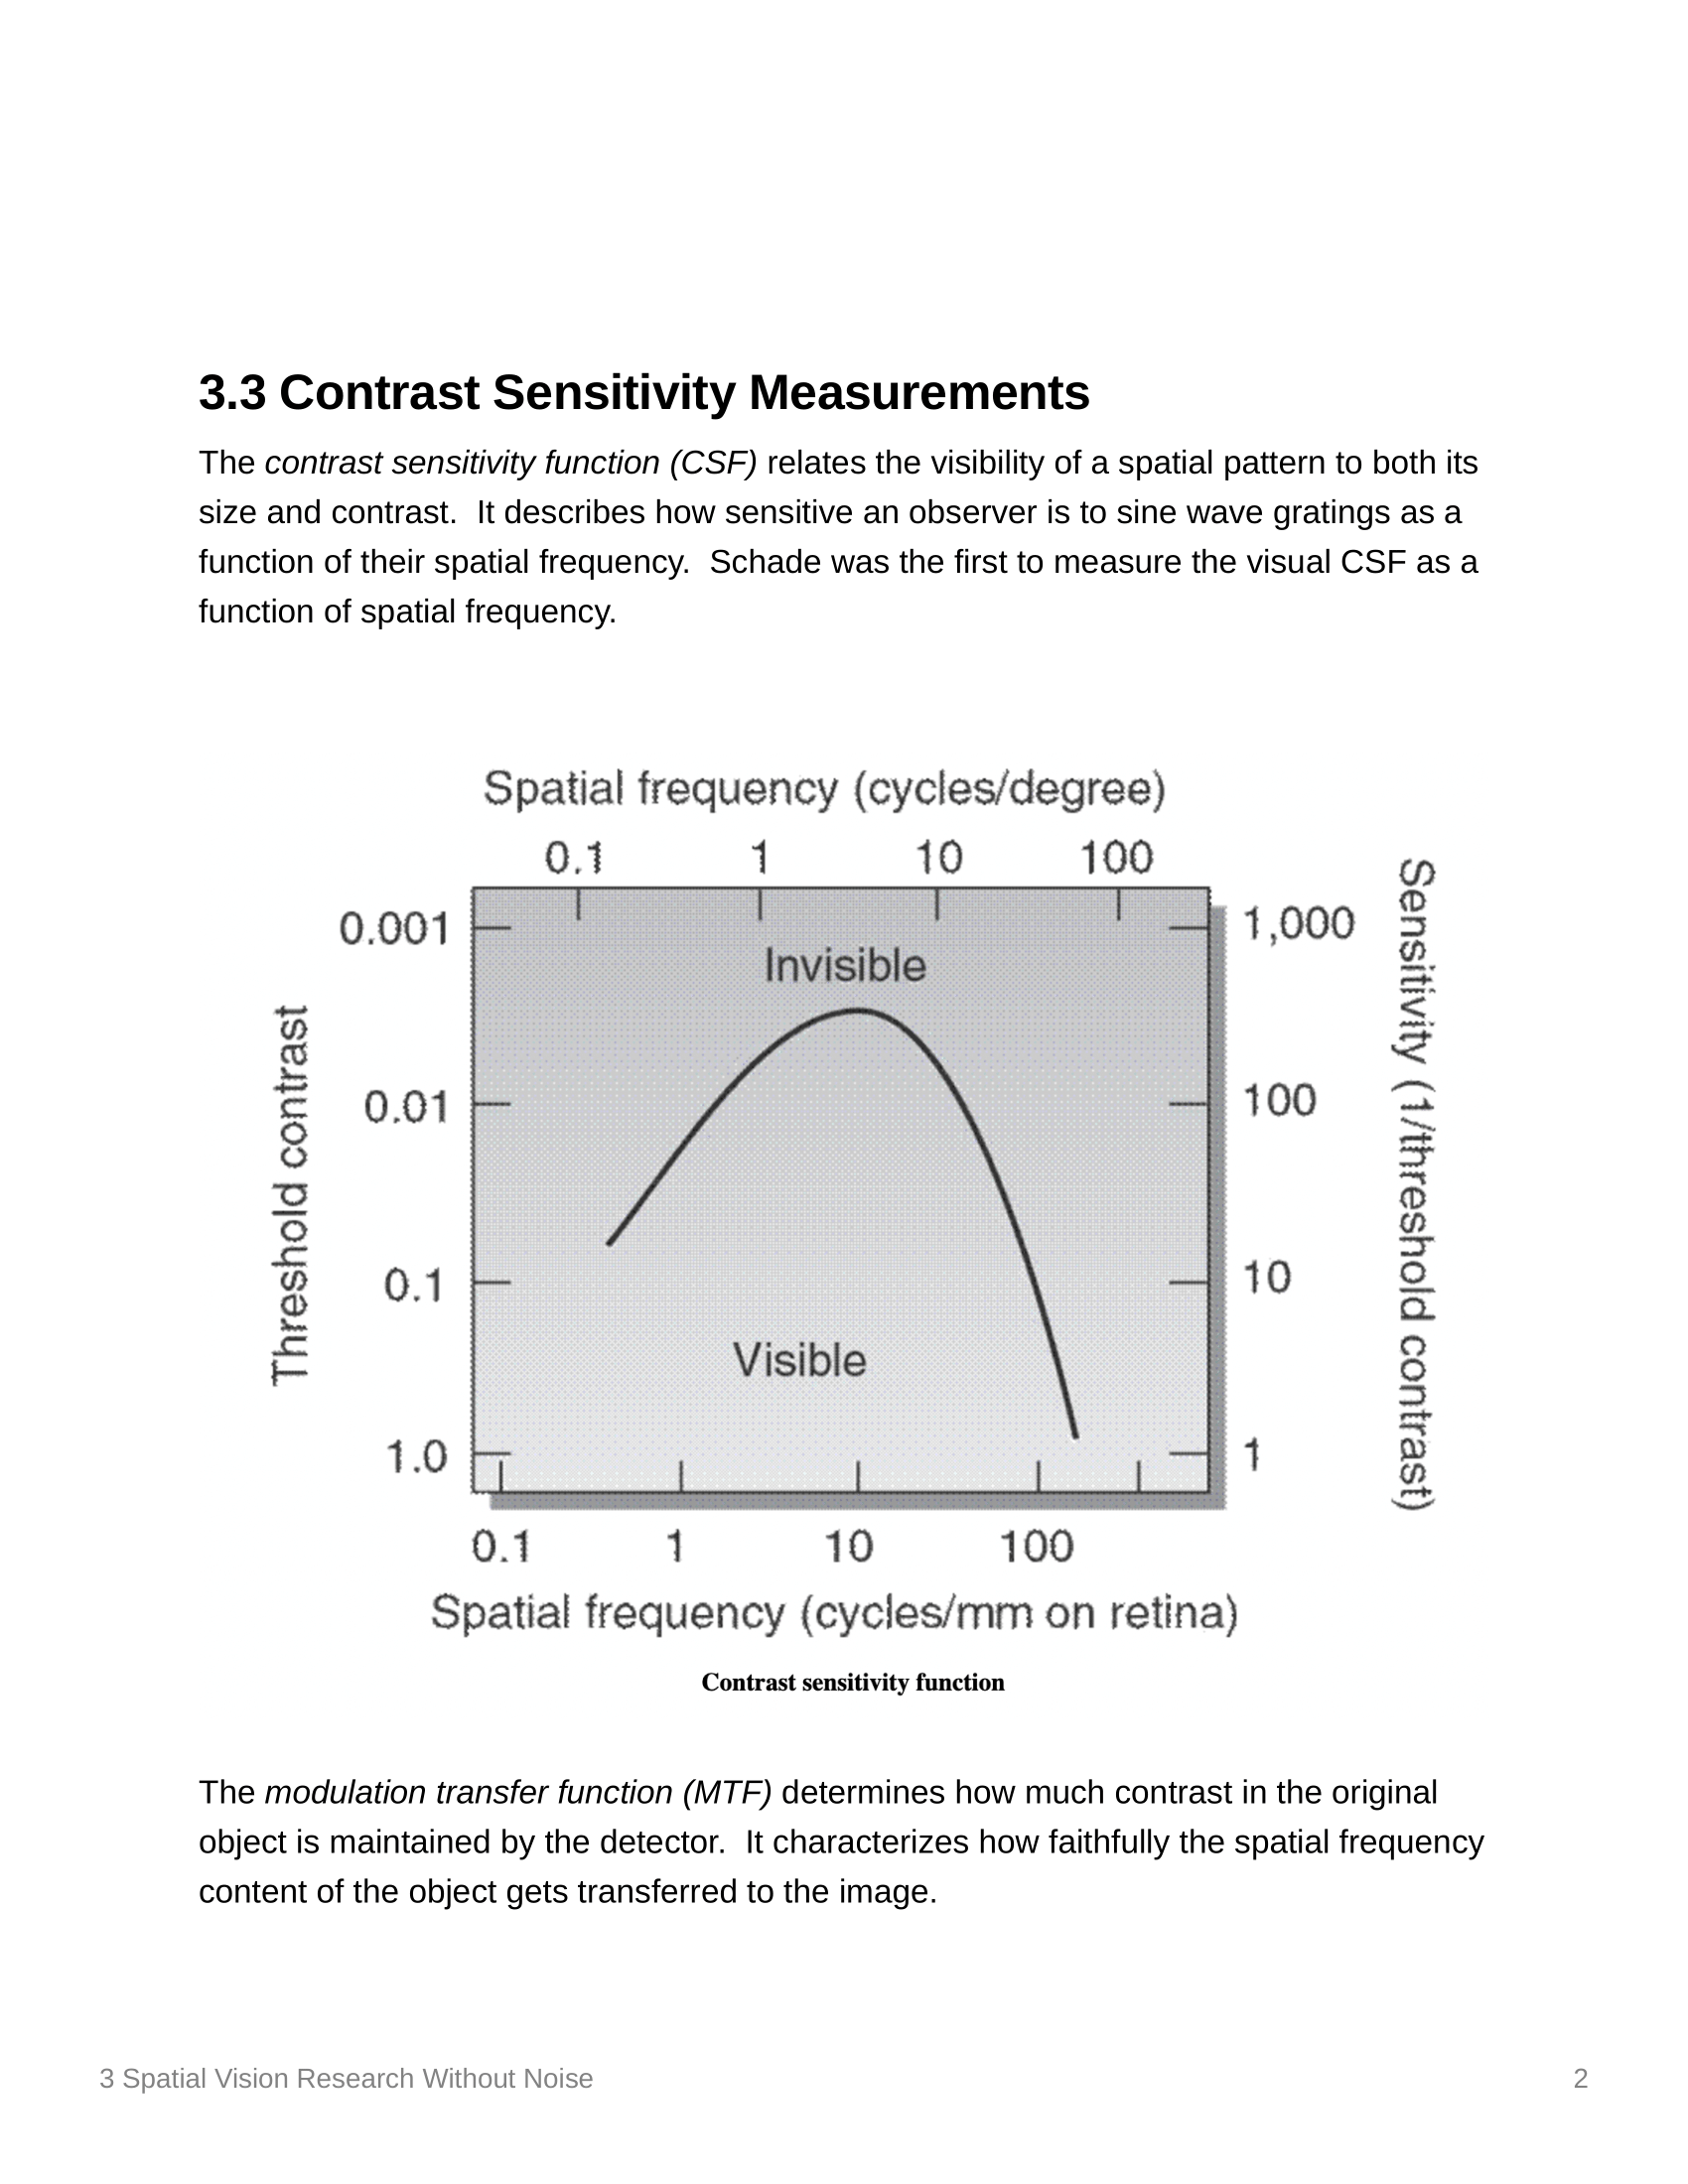 3.3 Contrast Sensitivity Measurements
The contrast sensitivity function (CSF) relates the visibility of a spatial pattern to both its
size and contrast.  It describes how sensitive an observer is to sine wave gratings as a
function of their spatial frequency.  Schade was the first to measure the visual CSF as a
function of spatial frequency.
Spatial frequency (cycles/degree)
0.1 1 10 100
Threshold contrast
0.001
0.01
0.1
1.0
Invisible
Visible
1,000
100
10
1
Sensitivity (1/threshold contrast)
0.1 1 10 100
Spatial frequency (cycles/mm on retina)
Contrast sensitivity function
The modulation transfer function (MTF) determines how much contrast in the original
object is maintained by the detector.  It characterizes how faithfully the spatial frequency
content of the object gets transferred to the image.
3 Spatial Vision Research Without Noise 2